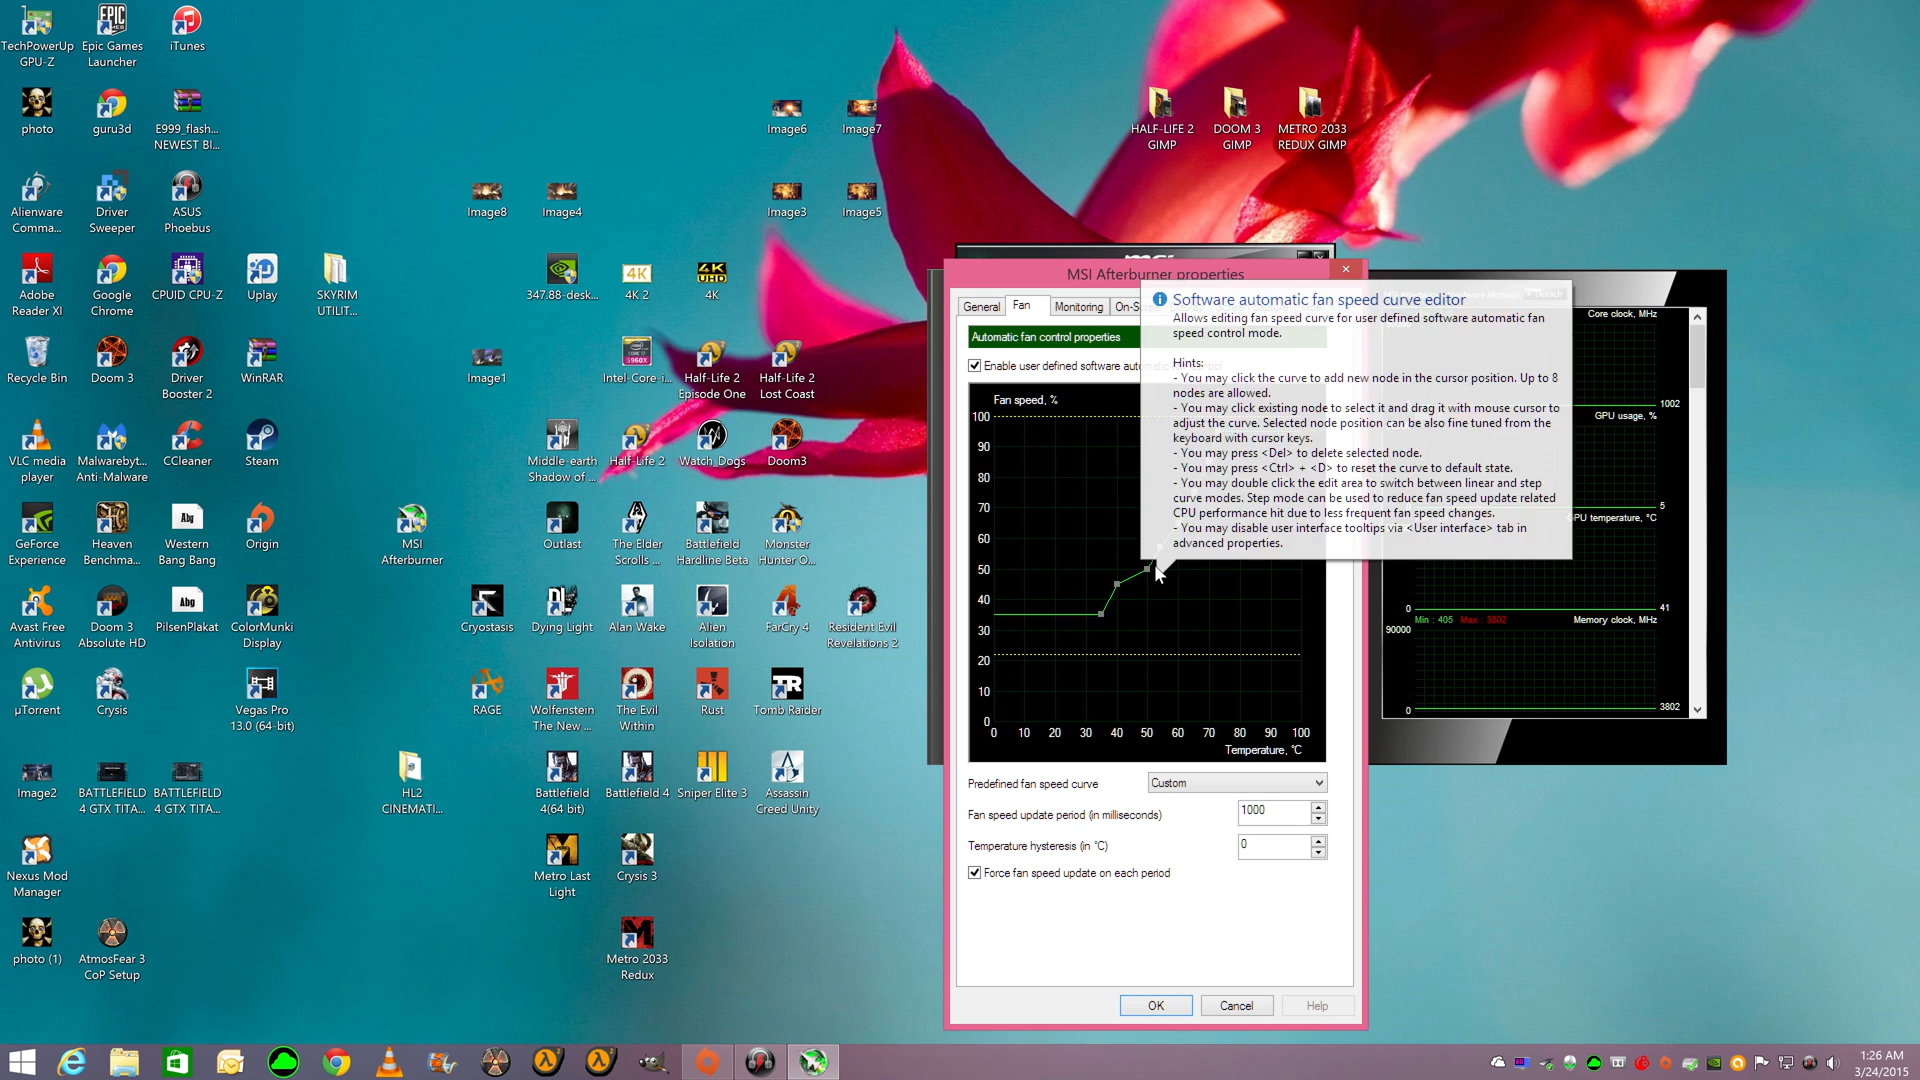 TechPowerUp
GPU-Z
Epic Games
Launcher
iTunes
photo
guru3d
E999_flash...
NEWEST BI...
Image6
Image7
HALF-LIFE 2
GIMP
DOOM 3
GIMP
METRO 2033
REDUX GIMP
Alienware
Comma...
Driver
Sweeper
ASUS
Phoebus
Image8
Image4
Image3
Image5
Adobe
Reader XI
Google
Chrome
CPUID CPU-Z
Uplay
SKYRIM
UTILIT...
347.88-desk...
4K 2
4K
Recycle Bin
Doom 3
Driver
Booster 2
WinRAR
Image1
Intel-Core-i...
Half-Life 2
Episode One
Half-Life 2
Lost Coast
VLC media
player
Malwarebyt...
Anti-Malware
CCleaner
Steam
Middle-earth
Shadow of ...
Half-Life 2
Watch_Dogs
Doom3
GeForce
Experience
Heaven
Benchma...
Western
Bang Bang
Origin
MSI
Afterburner
Outlast
The Elder
Scrolls ...
Battlefield
Hardline Beta
Monster
Hunter O...
Avast Free
Antivirus
Doom 3
Absolute HD
PilsenPlakat
ColorMunki
Display
Cryostasis
Dying Light
Alan Wake
Alien
Isolation
FarCry 4
Resident Evil
Revelations 2
µTorrent
Crysis
Vegas Pro
13.0 (64-bit)
RAGE
Wolfenstein
The New ...
The Evil
Within
Rust
Tomb Raider
Image2
BATTLEFIELD
4 GTX TITA...
BATTLEFIELD
4 GTX TITA...
HL2
CINEMATI...
Battlefield
4(64 bit)
Battlefield 4
Sniper Elite 3
Assassin
Creed Unity
Nexus Mod
Manager
Metro Last
Light
Crysis 3
photo (1)
AtmosFear 3
CoP Setup
Metro 2033
Redux
MSI Afterburner properties
General
Fan
Monitoring
On-S
Automatic fan control properties
Enable user defined software autom
Fan speed, %
100
90
80
70
60
50
40
30
20
10
0
0 10 20 30 40 50 60 70 80 90 100
Temperature, °C
Predefined fan speed curve
Custom
Fan speed update period (in milliseconds)
1000
Temperature hysteresis (in °C)
0
Force fan speed update on each period
OK
Cancel
Help
Software automatic fan speed curve editor
Allows editing fan speed curve for user defined software automatic fan
speed control mode.
Hints:
- You may click the curve to add new node in the cursor position. Up to 8
nodes are allowed.
- You may click existing node to select it and drag it with mouse cursor to
adjust the curve. Selected node position can be also fine tuned from the
keyboard with cursor keys.
- You may press <Del> to delete selected node.
- You may press <Ctrl> + <D> to reset the curve to default state.
- You may double click the edit area to switch between linear and step
curve modes. Step mode can be used to reduce fan speed update related
CPU performance hit due to less frequent fan speed changes.
- You may disable user interface tooltips via <User interface> tab in
advanced properties.
Detach
Core clock, MHz
1002
GPU usage, %
5
GPU temperature, °C
0
41
Min : 405 Max : 3802
Memory clock, MHz
90000
0
3802
1:26 AM
3/24/2015